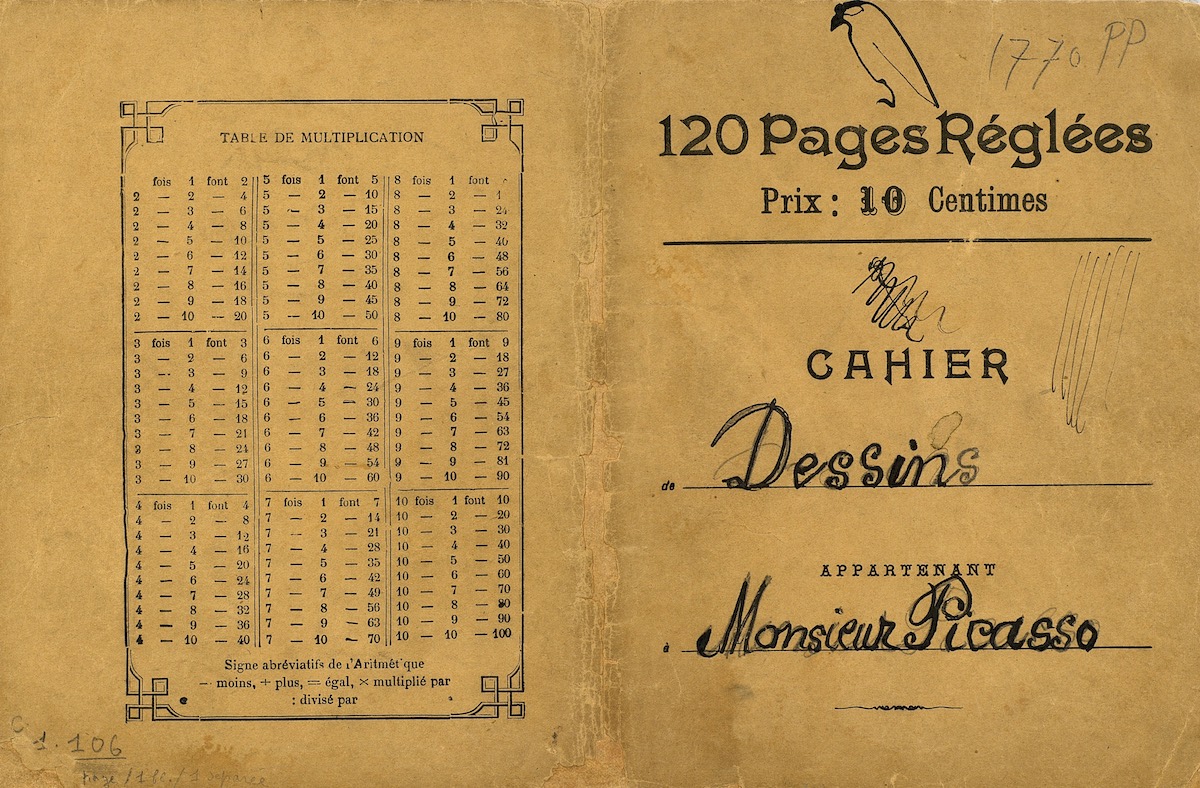 TABLE DE MULTIPLICATION
fois 1 font 2 5 fois 1 font 5 8 fois 1 font
2 — 2 — 4 5 — 2 — 10 8 — 2 — 1
2 — 3 — 6 5 — 3 — 15 8 — 3 — 24
2 — 4 — 8 5 — 4 — 20 8 — 4 — 32
2 — 5 — 10 5 — 5 — 25 8 — 5 — 40
2 — 6 — 12 5 — 6 — 30 8 — 6 — 48
2 — 7 — 14 5 — 7 — 35 8 — 7 — 56
2 — 8 — 16 5 — 8 — 40 8 — 8 — 64
2 — 9 — 18 5 — 9 — 45 8 — 9 — 72
2 — 10 — 20 5 — 10 — 50 8 — 10 — 80
3 fois 1 font 3 6 fois 1 font 6 9 fois 1 font 9
3 — 2 — 6 6 — 2 — 12 9 — 2 — 18
3 — 3 — 9 6 — 3 — 18 9 — 3 — 27
3 — 4 — 12 6 — 4 — 24 9 — 4 — 36
3 — 5 — 15 6 — 5 — 30 9 — 5 — 45
3 — 6 — 18 6 — 6 — 36 9 — 6 — 54
3 — 7 — 21 6 — 7 — 42 9 — 7 — 63
3 — 8 — 24 6 — 8 — 48 9 — 8 — 72
3 — 9 — 27 6 — 9 — 54 9 — 9 — 81
3 — 10 — 30 6 — 10 — 60 9 — 10 — 90
4 fois 1 font 4 7 fois 1 font 7 10 fois 1 font 10
4 — 2 — 8 7 — 2 — 14 10 — 2 — 20
4 — 3 — 12 7 — 3 — 21 10 — 3 — 30
4 — 4 — 16 7 — 4 — 28 10 — 4 — 40
4 — 5 — 20 7 — 5 — 35 10 — 5 — 50
4 — 6 — 24 7 — 6 — 42 10 — 6 — 60
4 — 7 — 28 7 — 7 — 49 10 — 7 — 70
4 — 8 — 32 7 — 8 — 56 10 — 8 — 80
4 — 9 — 36 7 — 9 — 63 10 — 9 — 90
4 — 10 — 40 7 — 10 — 70 10 — 10 — 100
Signe abréviatifs de l'Aritmét que
— moins, + plus, = égal, × multiplié par
: divisé par
C
1. 106
1770. PP
120 Pages Réglées
Prix : 10 Centimes
CAHIER
de Dessins
APPARTENANT
à Monsieur Picasso